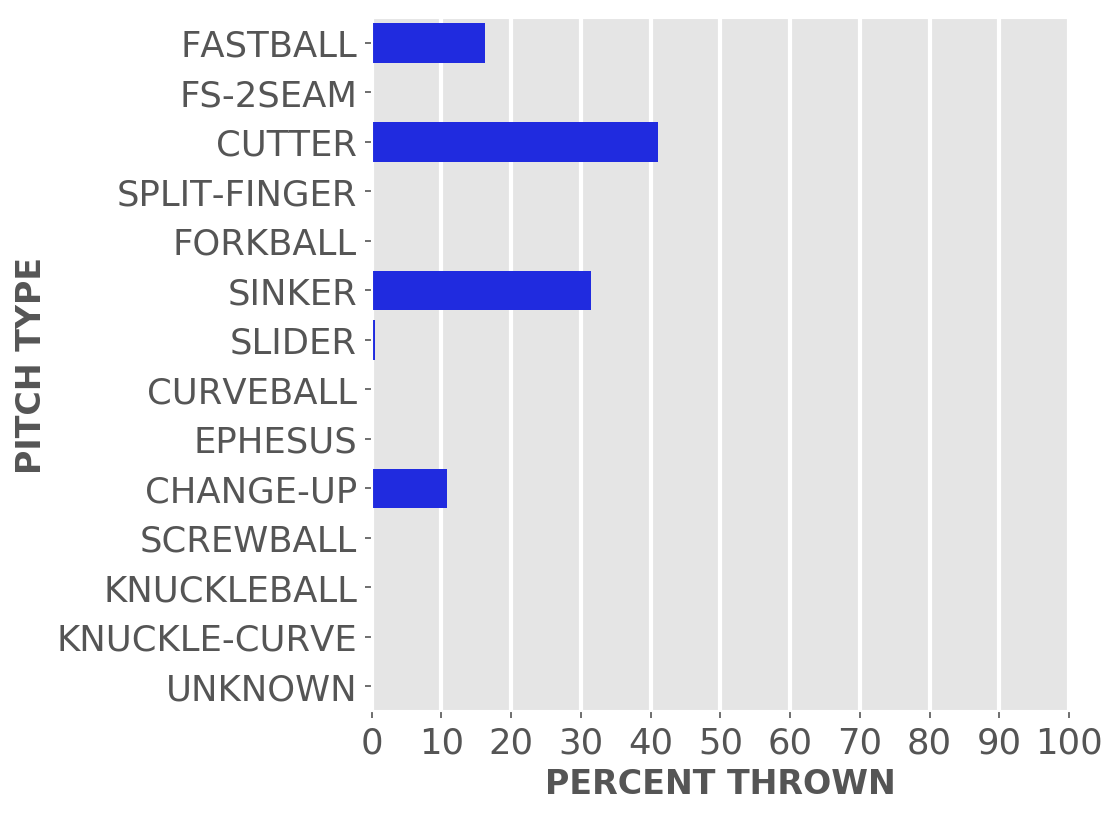 FASTBALL
FS-2SEAM
CUTTER
SPLIT-FINGER
FORKBALL
SINKER
SLIDER
CURVEBALL
EPHESUS
CHANGE-UP
SCREWBALL
KNUCKLEBALL
KNUCKLE-CURVE
UNKNOWN
PITCH TYPE
0 10 20 30 40 50 60 70 80 90 100
PERCENT THROWN